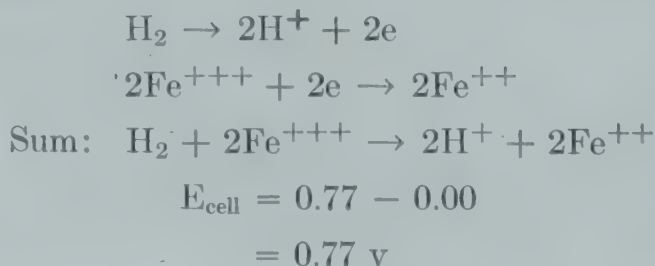 H₂ → 2H⁺ + 2e
2Fe⁺⁺⁺ + 2e → 2Fe⁺⁺
Sum: H₂ + 2Fe⁺⁺⁺ → 2H⁺ + 2Fe⁺⁺
E_cell = 0.77 − 0.00
= 0.77 v